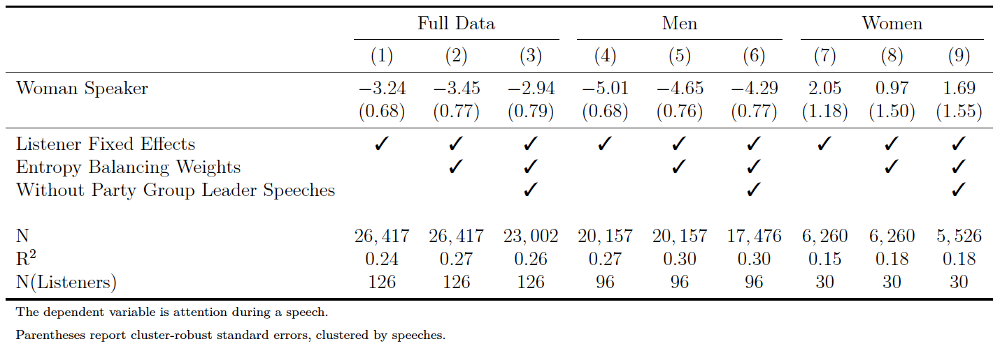 Full Data Men Women
(1) (2) (3) (4) (5) (6) (7) (8) (9)
Woman Speaker −3.24 −3.45 −2.94 −5.01 −4.65 −4.29 2.05 0.97 1.69
(0.68) (0.77) (0.79) (0.68) (0.76) (0.77) (1.18) (1.50) (1.55)
Listener Fixed Effects ✓ ✓ ✓ ✓ ✓ ✓ ✓ ✓ ✓
Entropy Balancing Weights ✓ ✓ ✓ ✓ ✓ ✓
Without Party Group Leader Speeches ✓ ✓ ✓
N 26,417 26,417 23,002 20,157 20,157 17,476 6,260 6,260 5,526
R² 0.24 0.27 0.26 0.27 0.30 0.30 0.15 0.18 0.18
N(Listeners) 126 126 126 96 96 96 30 30 30
The dependent variable is attention during a speech.
Parentheses report cluster-robust standard errors, clustered by speeches.